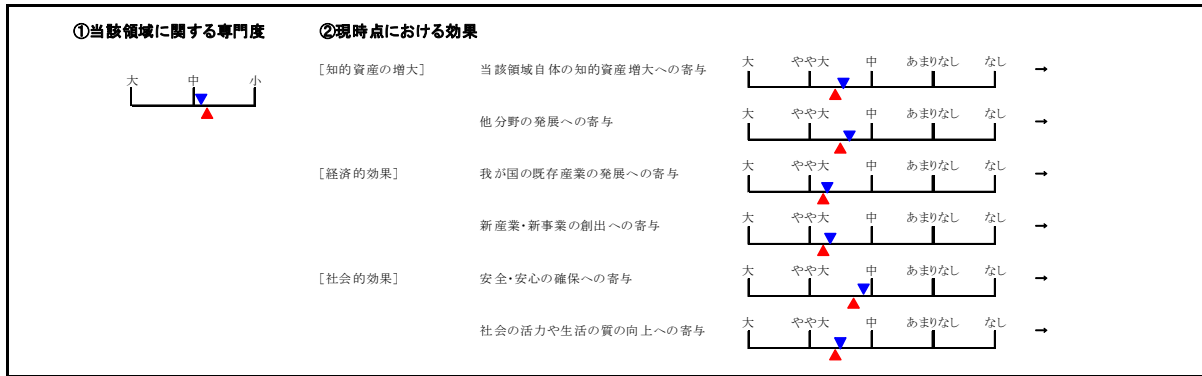 ①当該領域に関する専門度 ②現時点における効果
大 中 小
[知的資産の増大] 当該領域自体の知的資産増大への寄与 大 やや大 中 あまりなし なし →
他分野の発展への寄与 大 やや大 中 あまりなし なし →
[経済的効果] 我が国の既存産業の発展への寄与 大 やや大 中 あまりなし なし →
新産業・新事業の創出への寄与 大 やや大 中 あまりなし なし →
[社会的効果] 安全・安心の確保への寄与 大 やや大 中 あまりなし なし →
社会の活力や生活の質の向上への寄与 大 やや大 中 あまりなし なし →